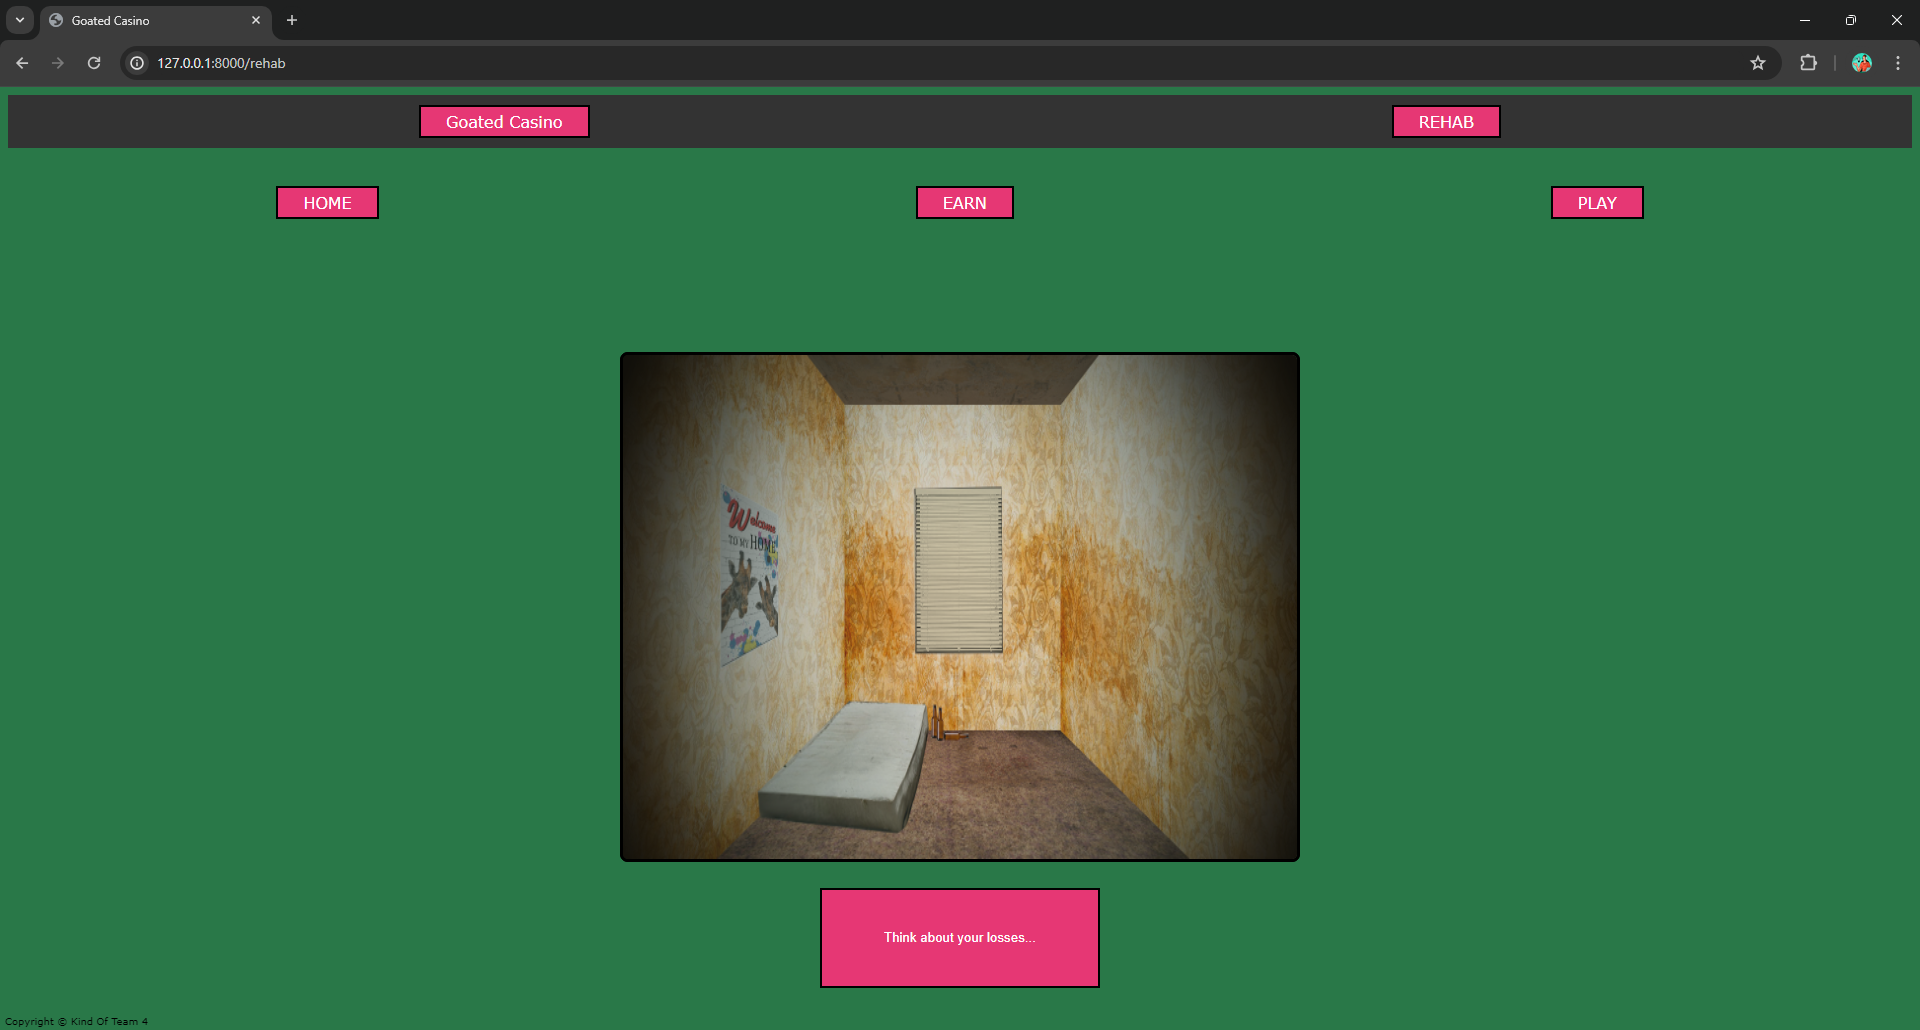 Goated Casino
127.0.0.1:8000/rehab
Goated Casino
REHAB
HOME
EARN
PLAY
Welcome
TO MY HOME
Think about your losses...
Copyright © Kind Of Team 4